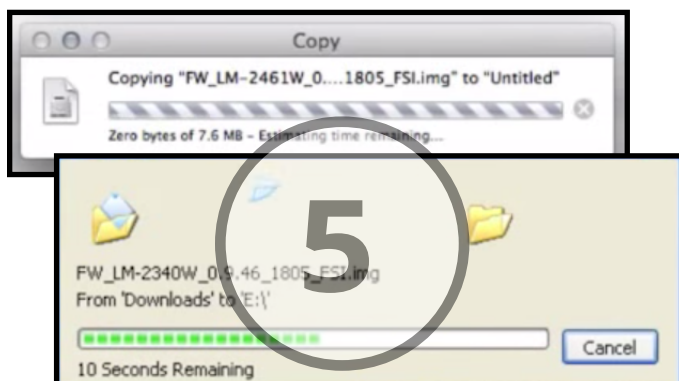 Copy
Copying "FW_LM-2461W_0....1805_FSI.img" to "Untitled"
Zero bytes of 7.6 MB - Estimating time remaining...
5
FW_LM-2340W_0.9.46_1805_FSI.img
From 'Downloads' to 'E:\'
Cancel
10 Seconds Remaining